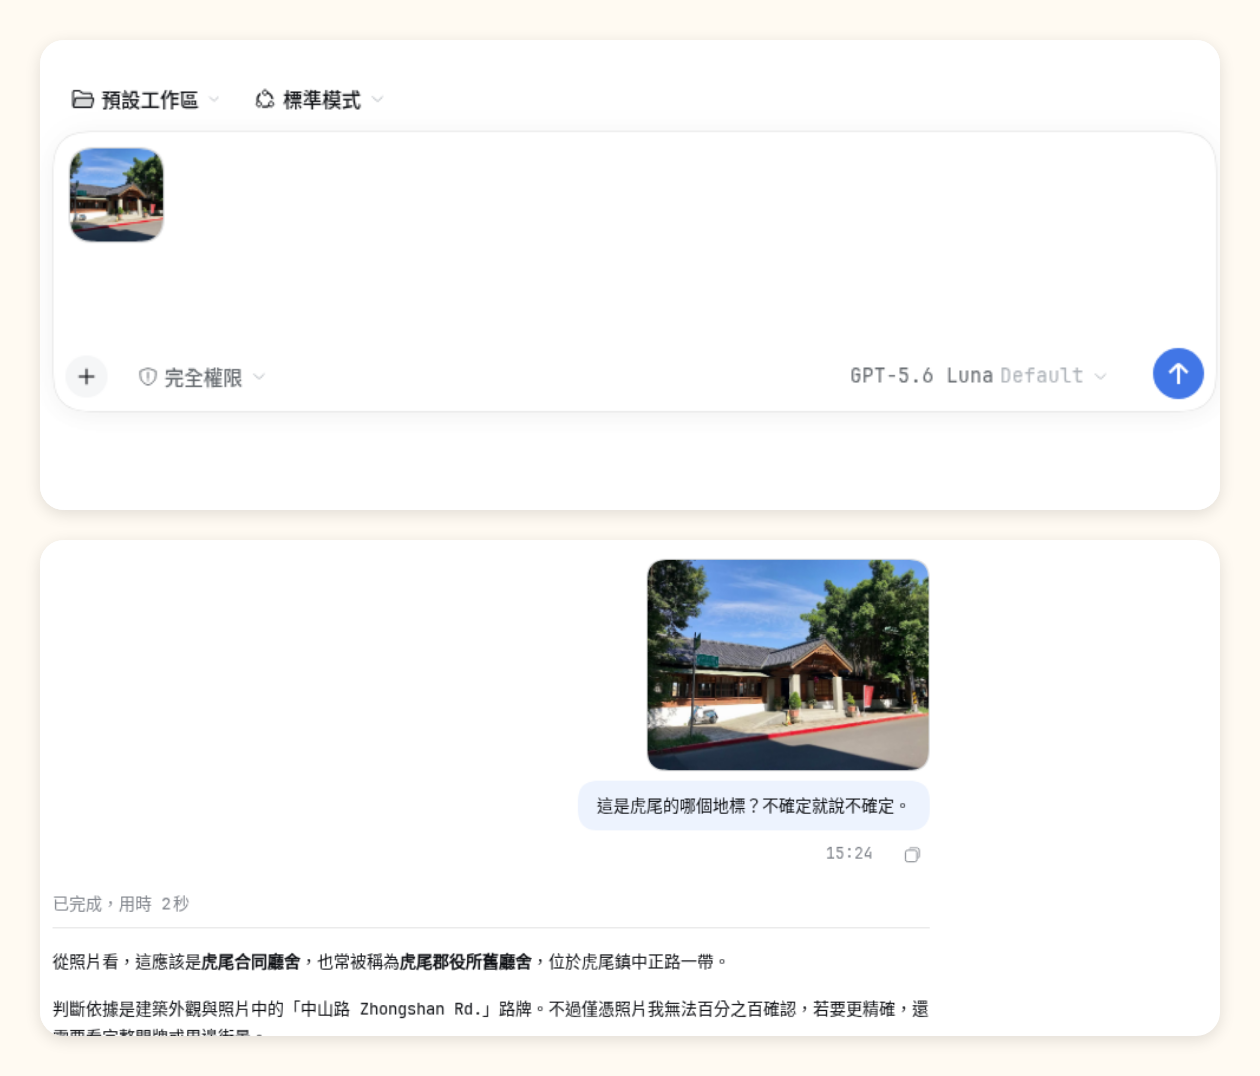 預設工作區
標準模式
完全權限
GPT-5.6 Luna Default
這是虎尾的哪個地標？不確定就說不確定。
15:24
已完成，用時 2秒
從照片看，這應該是虎尾合同廳舍，也常被稱為虎尾郡役所舊廳舍，位於虎尾鎮中正路一帶。
判斷依據是建築外觀與照片中的「中山路 Zhongshan Rd.」路牌。不過僅憑照片我無法百分之百確認，若要更精確，還